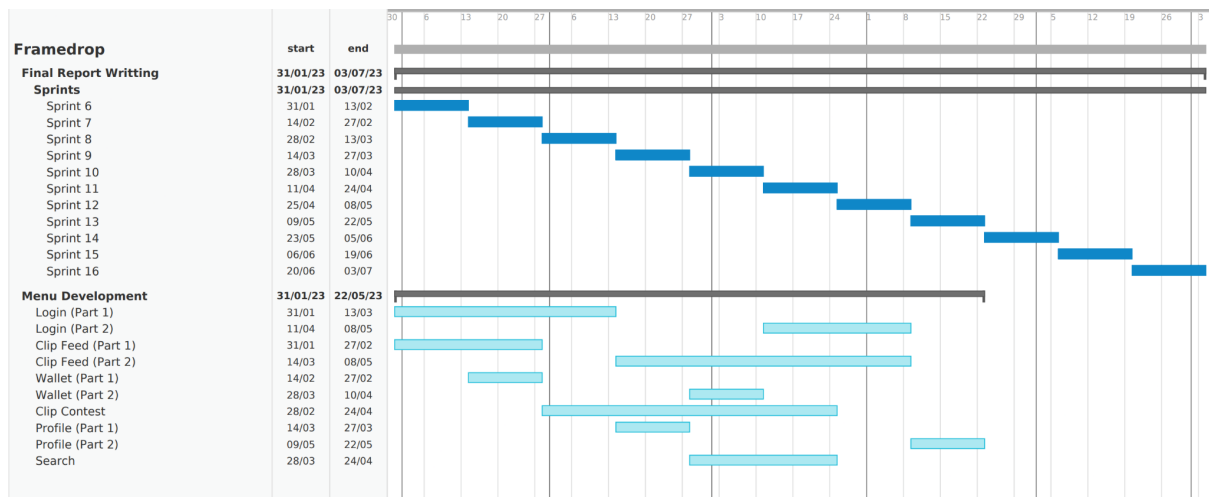 30 6 13 20 27 6 13 20 27 3 10 17 24 1 8 15 22 29 5 12 19 26 3
Framedrop start end
Final Report Writting 31/01/23 03/07/23
Sprints 31/01/23 03/07/23
Sprint 6 31/01 13/02
Sprint 7 14/02 27/02
Sprint 8 28/02 13/03
Sprint 9 14/03 27/03
Sprint 10 28/03 10/04
Sprint 11 11/04 24/04
Sprint 12 25/04 08/05
Sprint 13 09/05 22/05
Sprint 14 23/05 05/06
Sprint 15 06/06 19/06
Sprint 16 20/06 03/07
Menu Development 31/01/23 22/05/23
Login (Part 1) 31/01 13/03
Login (Part 2) 11/04 08/05
Clip Feed (Part 1) 31/01 27/02
Clip Feed (Part 2) 14/03 08/05
Wallet (Part 1) 14/02 27/02
Wallet (Part 2) 28/03 10/04
Clip Contest 28/02 24/04
Profile (Part 1) 14/03 27/03
Profile (Part 2) 09/05 22/05
Search 28/03 24/04